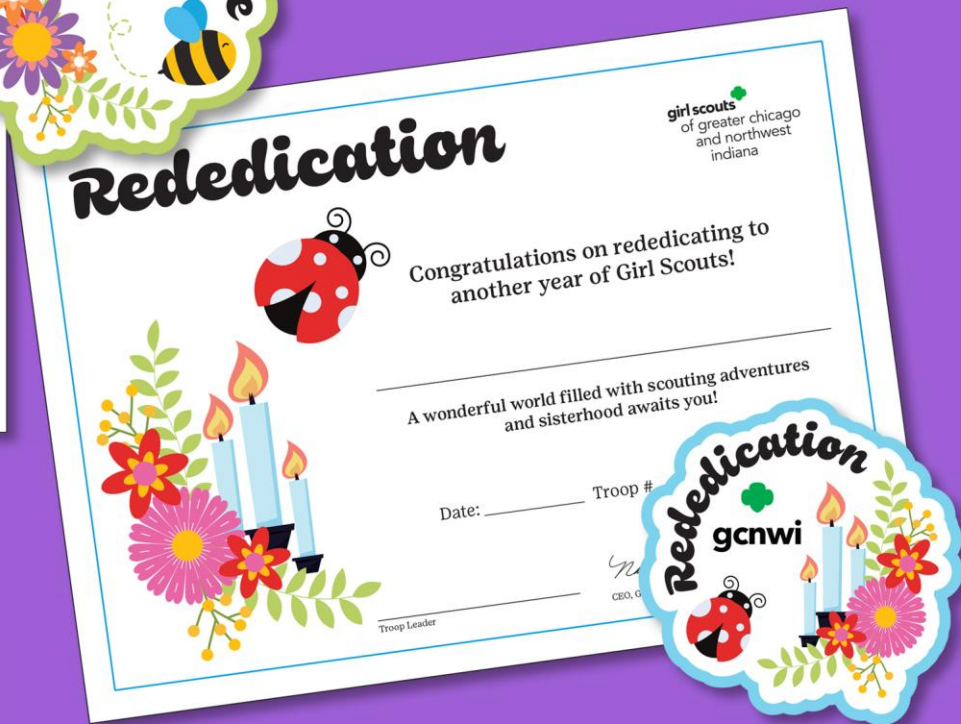 Rededication
girl scouts
of greater chicago
and northwest
indiana
Congratulations on rededicating to
another year of Girl Scouts!
A wonderful world filled with scouting adventures
and sisterhood awaits you!
Date: Troop #
CEO, G
Troop Leader
Rededication
gcnwi